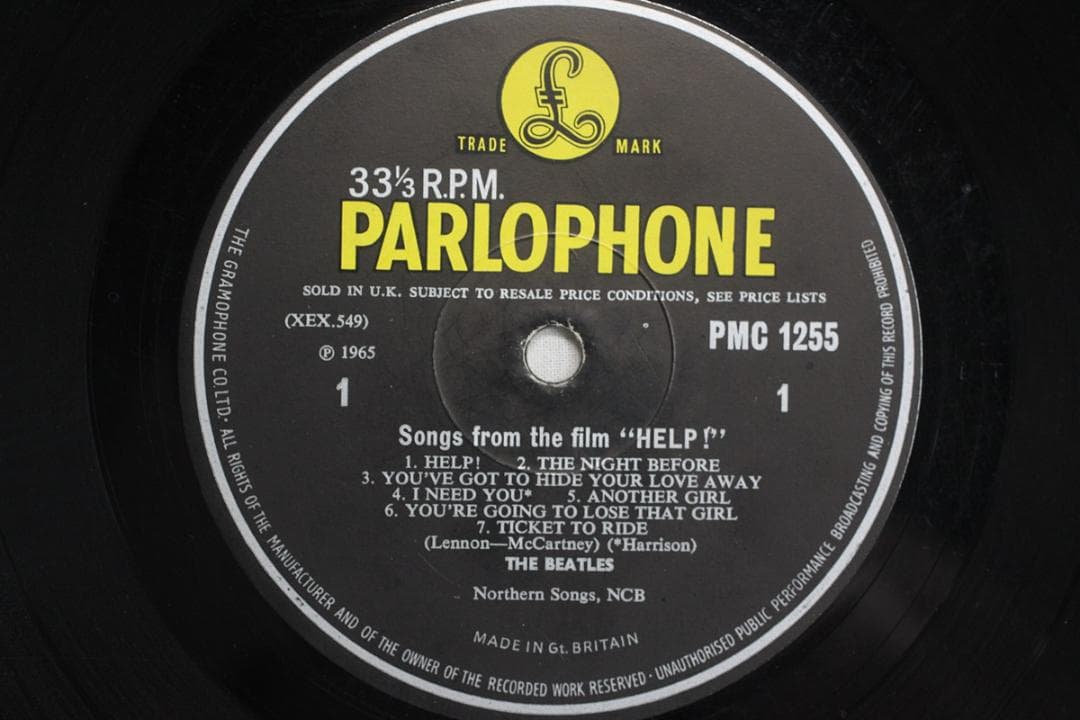 £
TRADE MARK
33⅓ R.P.M.
PARLOPHONE
SOLD IN U.K. SUBJECT TO RESALE PRICE CONDITIONS, SEE PRICE LISTS
(XEX.549)
PMC 1255
℗ 1965
1
1
Songs from the film "HELP!"
1. HELP! 2. THE NIGHT BEFORE
3. YOU'VE GOT TO HIDE YOUR LOVE AWAY
4. I NEED YOU* 5. ANOTHER GIRL
6. YOU'RE GOING TO LOSE THAT GIRL
7. TICKET TO RIDE
(Lennon—McCartney) (*Harrison)
THE BEATLES
Northern Songs, NCB
MADE IN Gt. BRITAIN
THE GRAMOPHONE CO. LTD. · ALL RIGHTS OF THE MANUFACTURER AND OF THE OWNER OF THE RECORDED WORK RESERVED · UNAUTHORISED PUBLIC PERFORMANCE BROADCASTING AND COPYING OF THIS RECORD PROHIBITED